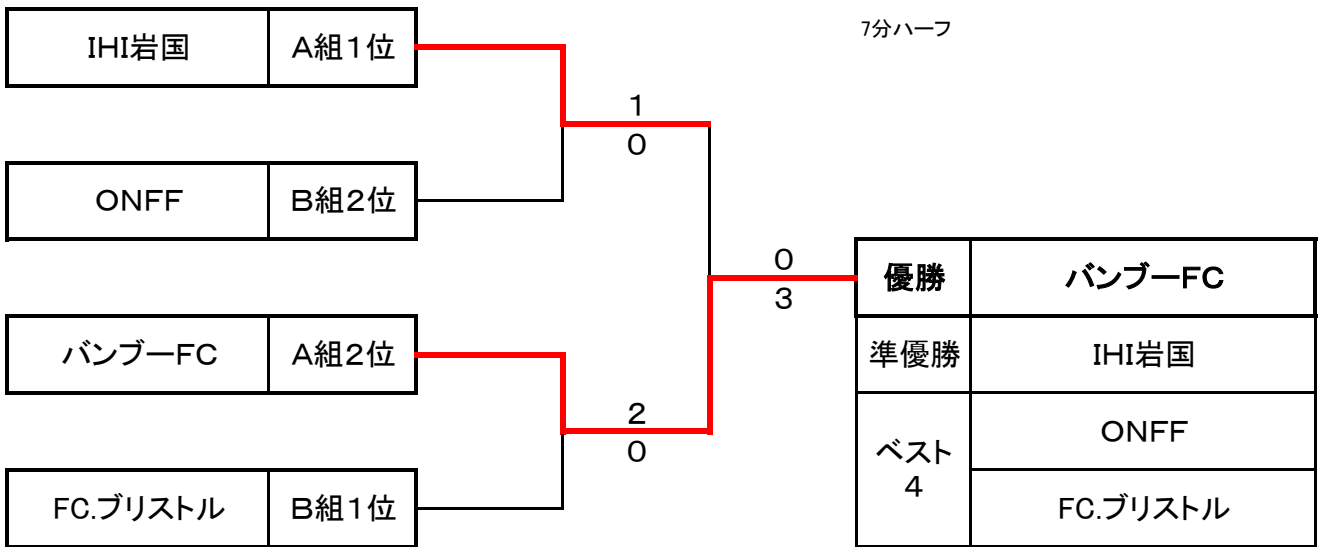 IHI岩国 A組1位
7分ハーフ
1
0
ONFF B組2位
0
3
優勝 バンブーFC
バンブーFC A組2位
準優勝 IHI岩国
2
0
ベスト
4
ONFF
FC.ブリストル B組1位
FC.ブリストル